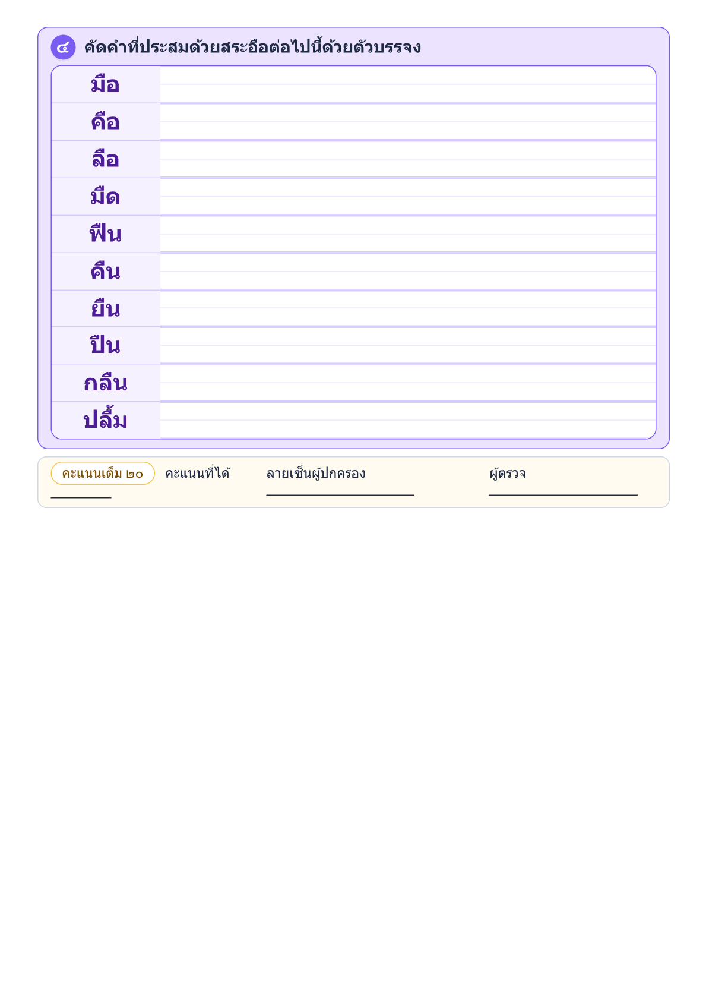 ๔ คัดคำที่ประสมด้วยสระอือต่อไปนี้ด้วยตัวบรรจง
มือ
คือ
ลือ
มืด
ฟืน
คืน
ยืน
ปืน
กลืน
ปลื้ม
คะแนนเต็ม ๒๐ คะแนนที่ได้ ลายเซ็นผู้ปกครอง ผู้ตรวจ